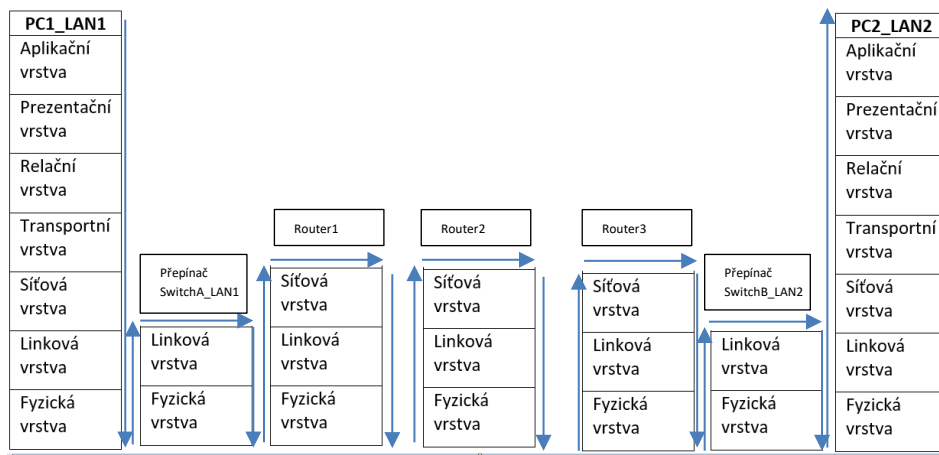 PC1_LAN1
Aplikační
vrstva
Prezentační
vrstva
Relační
vrstva
Transportní
vrstva
Síťová
vrstva
Linková
vrstva
Fyzická
vrstva
Přepínač
SwitchA_LAN1
Linková
vrstva
Fyzická
vrstva
Router1
Síťová
vrstva
Linková
vrstva
Fyzická
vrstva
Router2
Síťová
vrstva
Linková
vrstva
Fyzická
vrstva
Router3
Síťová
vrstva
Linková
vrstva
Fyzická
vrstva
Přepínač
SwitchB_LAN2
Linková
vrstva
Fyzická
vrstva
PC2_LAN2
Aplikační
vrstva
Prezentační
vrstva
Relační
vrstva
Transportní
vrstva
Síťová
vrstva
Linková
vrstva
Fyzická
vrstva